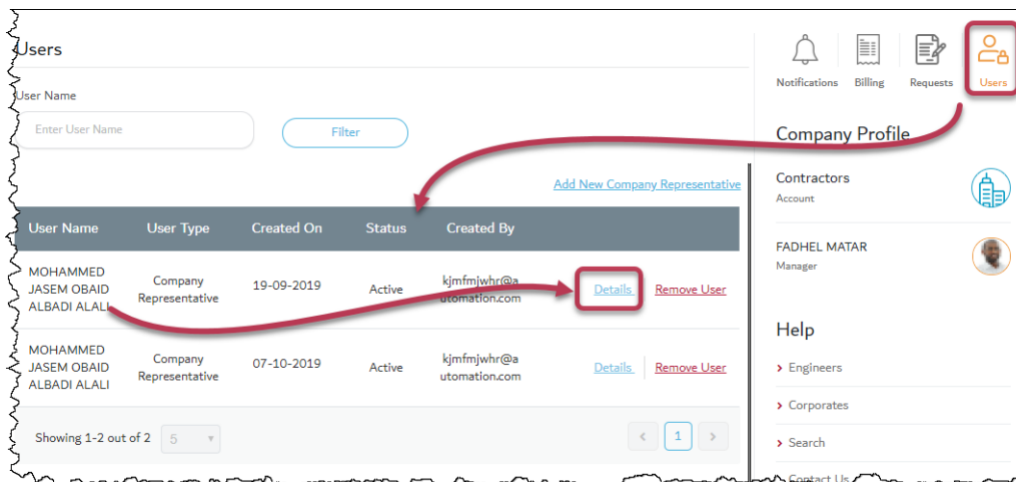 Users
User Name
Enter User Name
Filter
Add New Company Representative
User Name User Type Created On Status Created By
MOHAMMED
JASEM OBAID
ALBADI ALALI
Company
Representative
19-09-2019
Active
kjmfmjwhr@a
utomation.com
Details
Remove User
MOHAMMED
JASEM OBAID
ALBADI ALALI
Company
Representative
07-10-2019
Active
kjmfmjwhr@a
utomation.com
Details
Remove User
Showing 1-2 out of 2 5
< 1 >
Notifications Billing Requests Users
Company Profile
Contractors
Account
FADHEL MATAR
Manager
Help
> Engineers
> Corporates
> Search
> Contact Us